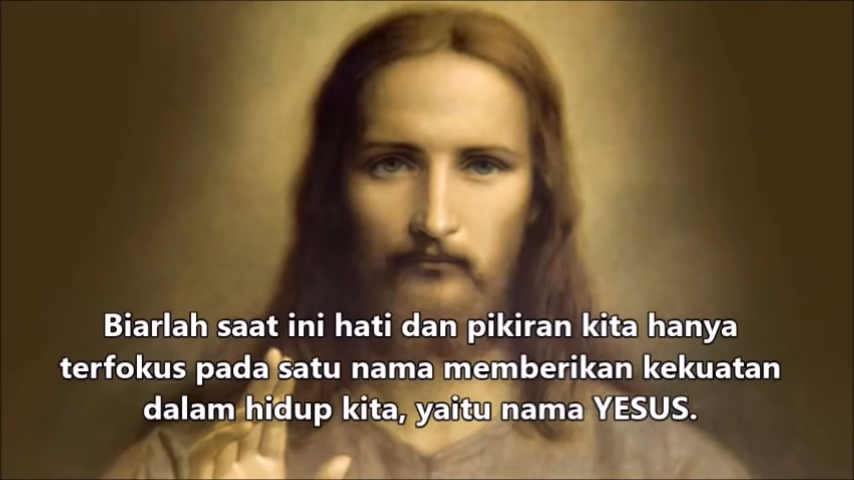 Biarlah saat ini hati dan pikiran kita hanya
terfokus pada satu nama memberikan kekuatan
dalam hidup kita, yaitu nama YESUS.